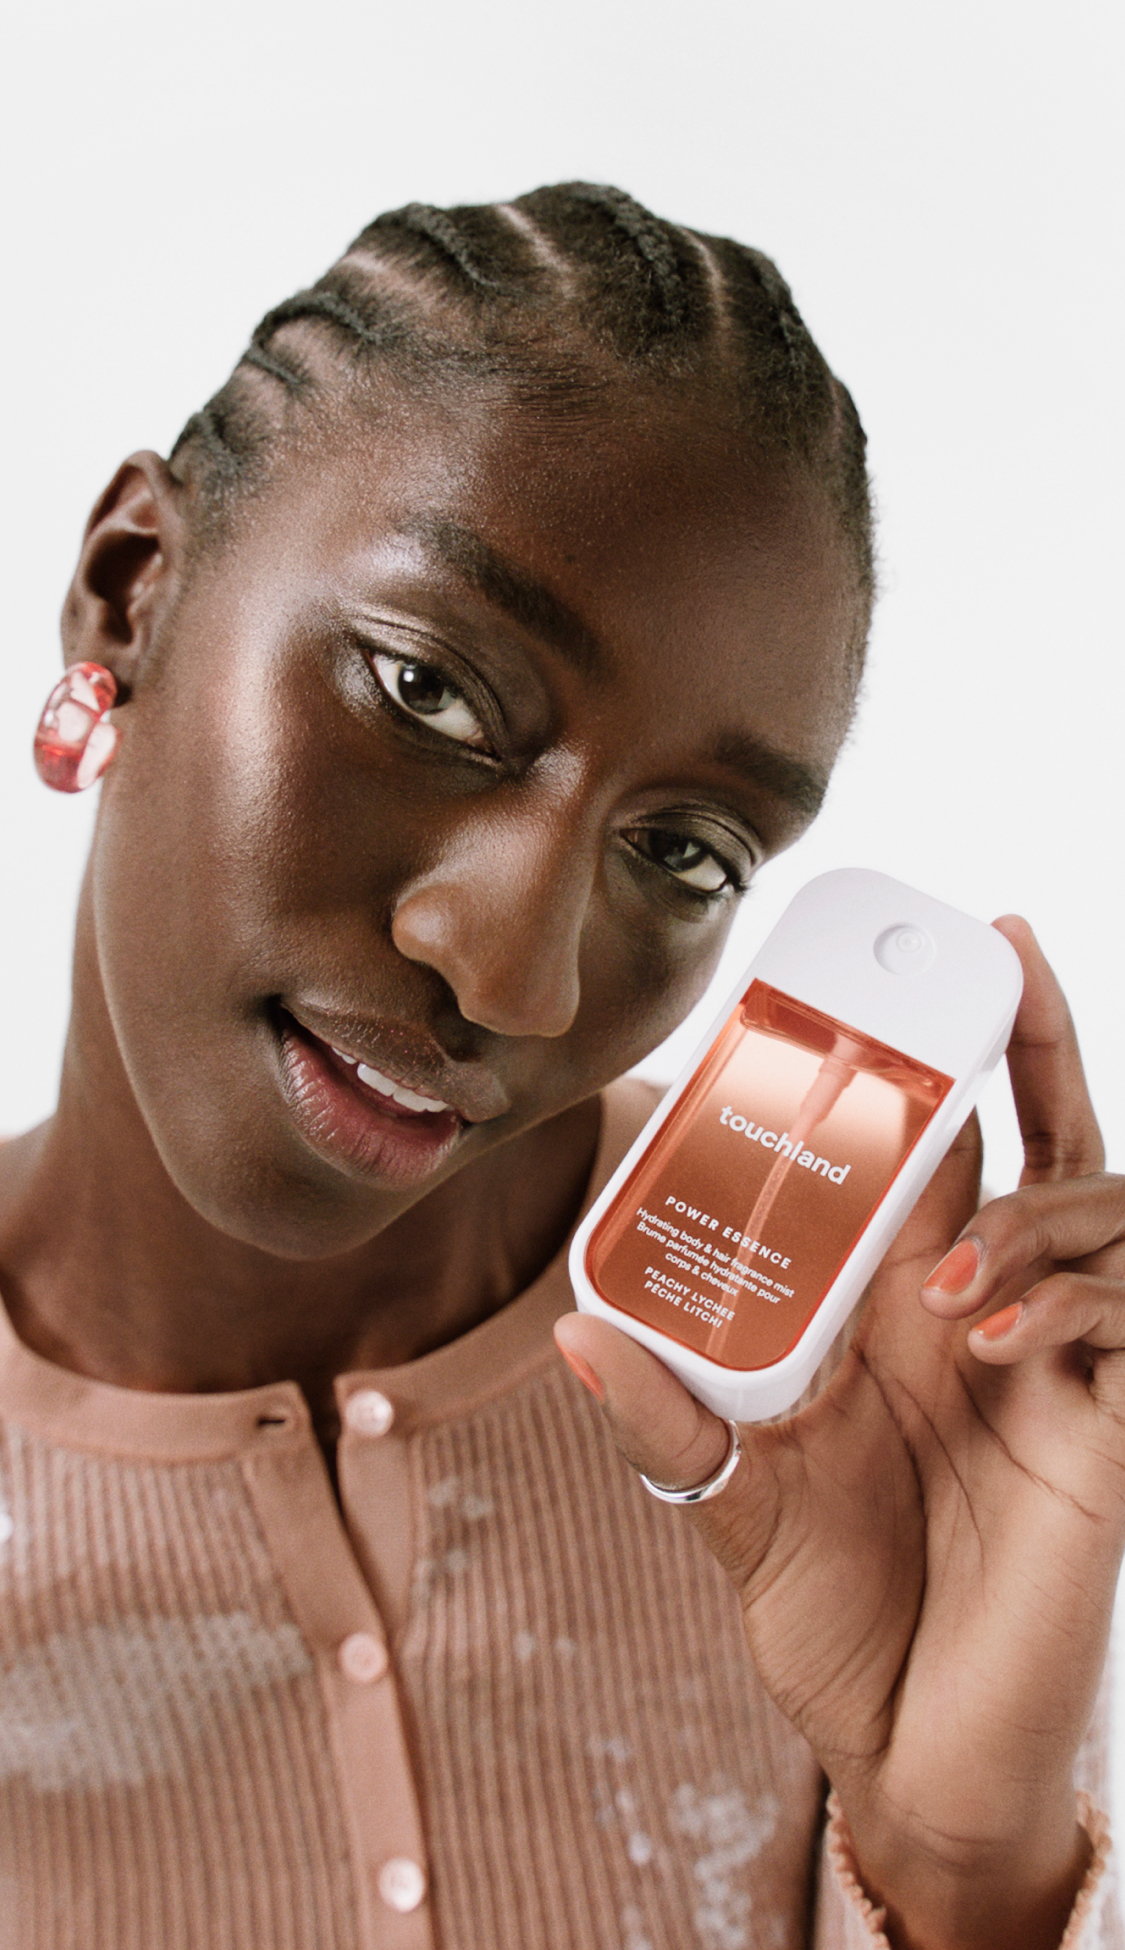 touchland
POWER ESSENCE
Hydrating body & hair fragrance mist
Brume parfumée hydratante pour
corps & cheveux
PEACHY LYCHEE
PÊCHE LITCHI